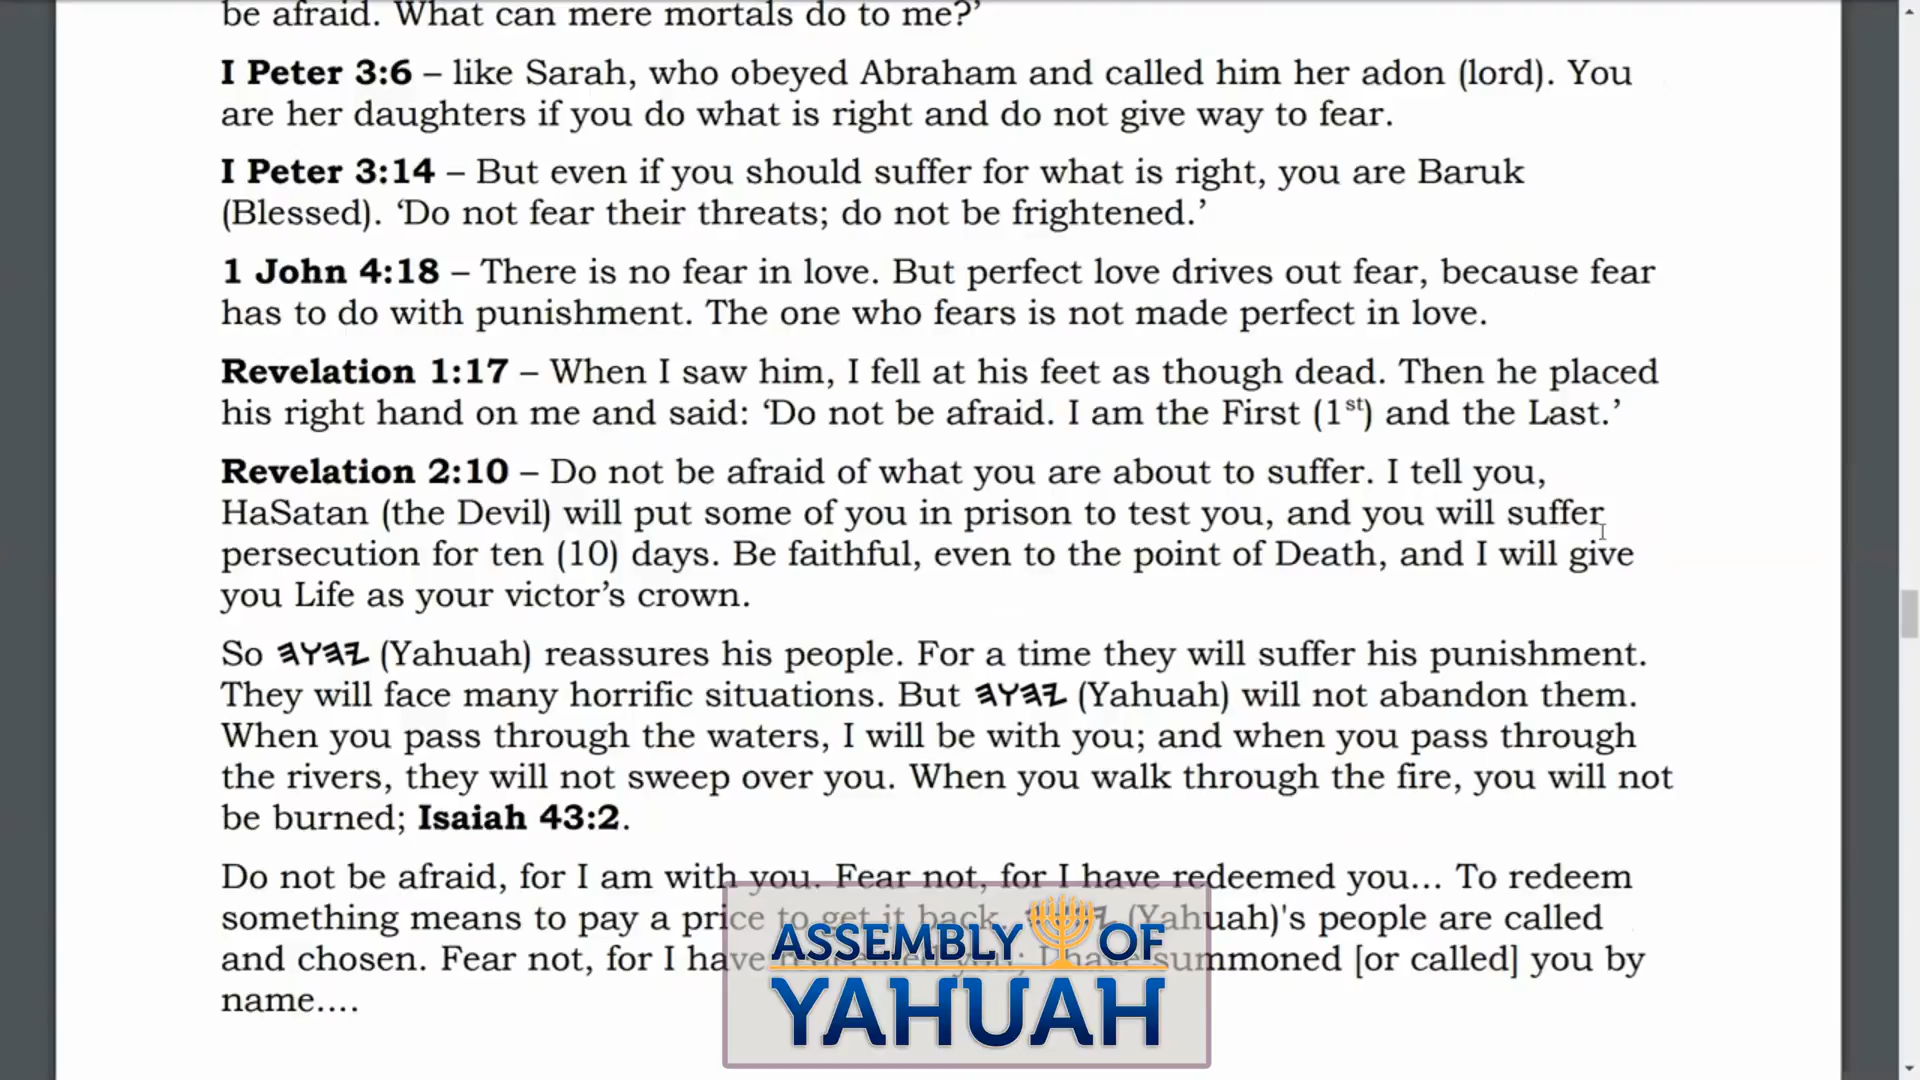 be afraid. What can mere mortals do to me?’
I Peter 3:6 – like Sarah, who obeyed Abraham and called him her adon (lord). You
are her daughters if you do what is right and do not give way to fear.
I Peter 3:14 – But even if you should suffer for what is right, you are Baruk
(Blessed). ‘Do not fear their threats; do not be frightened.’
1 John 4:18 – There is no fear in love. But perfect love drives out fear, because fear
has to do with punishment. The one who fears is not made perfect in love.
Revelation 1:17 – When I saw him, I fell at his feet as though dead. Then he placed
his right hand on me and said: ‘Do not be afraid. I am the First (1st) and the Last.’
Revelation 2:10 – Do not be afraid of what you are about to suffer. I tell you,
HaSatan (the Devil) will put some of you in prison to test you, and you will suffer
persecution for ten (10) days. Be faithful, even to the point of Death, and I will give
you Life as your victor’s crown.
So 𐤉𐤄𐤅𐤄 (Yahuah) reassures his people. For a time they will suffer his punishment.
They will face many horrific situations. But 𐤉𐤄𐤅𐤄 (Yahuah) will not abandon them.
When you pass through the waters, I will be with you; and when you pass through
the rivers, they will not sweep over you. When you walk through the fire, you will not
be burned; Isaiah 43:2.
Do not be afraid, for I am with you. Fear not, for I have redeemed you... To redeem
something means to pay a price to get it back. (Yahuah)'s people are called
and chosen. Fear not, for I have redeemed you; I have summoned [or called] you by
name....
ASSEMBLY OF
YAHUAH